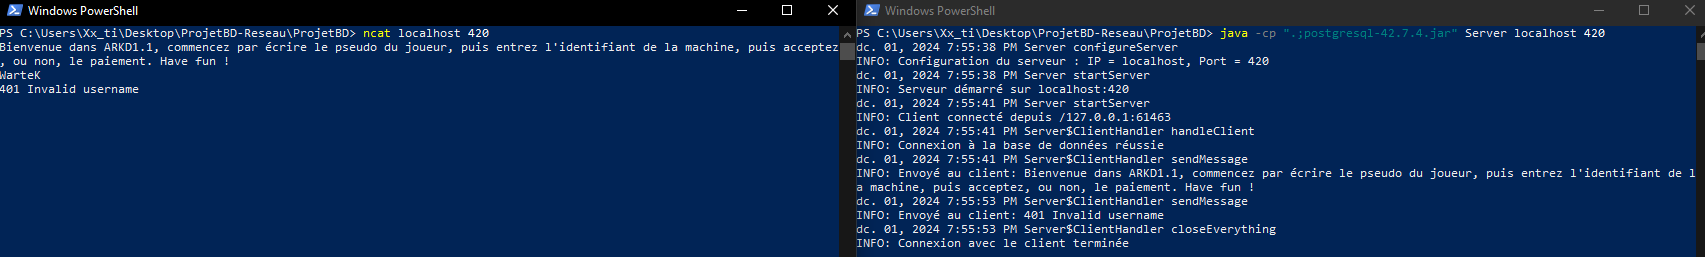 Windows PowerShell
PS C:\Users\Xx_ti\Desktop\ProjetBD-Reseau\ProjetBD> ncat localhost 420
Bienvenue dans ARKD1.1, commencez par écrire le pseudo du joueur, puis entrez l'identifiant de la machine, puis acceptez
, ou non, le paiement. Have fun !
WarteK
401 Invalid username
Windows PowerShell
PS C:\Users\Xx_ti\Desktop\ProjetBD-Reseau\ProjetBD> java -cp ".;postgresql-42.7.4.jar" Server localhost 420
dc. 01, 2024 7:55:38 PM Server configureServer
INFO: Configuration du serveur : IP = localhost, Port = 420
dc. 01, 2024 7:55:38 PM Server startServer
INFO: Serveur démarré sur localhost:420
dc. 01, 2024 7:55:41 PM Server startServer
INFO: Client connecté depuis /127.0.0.1:61463
dc. 01, 2024 7:55:41 PM Server$ClientHandler handleClient
INFO: Connexion à la base de données réussie
dc. 01, 2024 7:55:41 PM Server$ClientHandler sendMessage
INFO: Envoyé au client: Bienvenue dans ARKD1.1, commencez par écrire le pseudo du joueur, puis entrez l'identifiant de l
a machine, puis acceptez, ou non, le paiement. Have fun !
dc. 01, 2024 7:55:53 PM Server$ClientHandler sendMessage
INFO: Envoyé au client: 401 Invalid username
dc. 01, 2024 7:55:53 PM Server$ClientHandler closeEverything
INFO: Connexion avec le client terminée